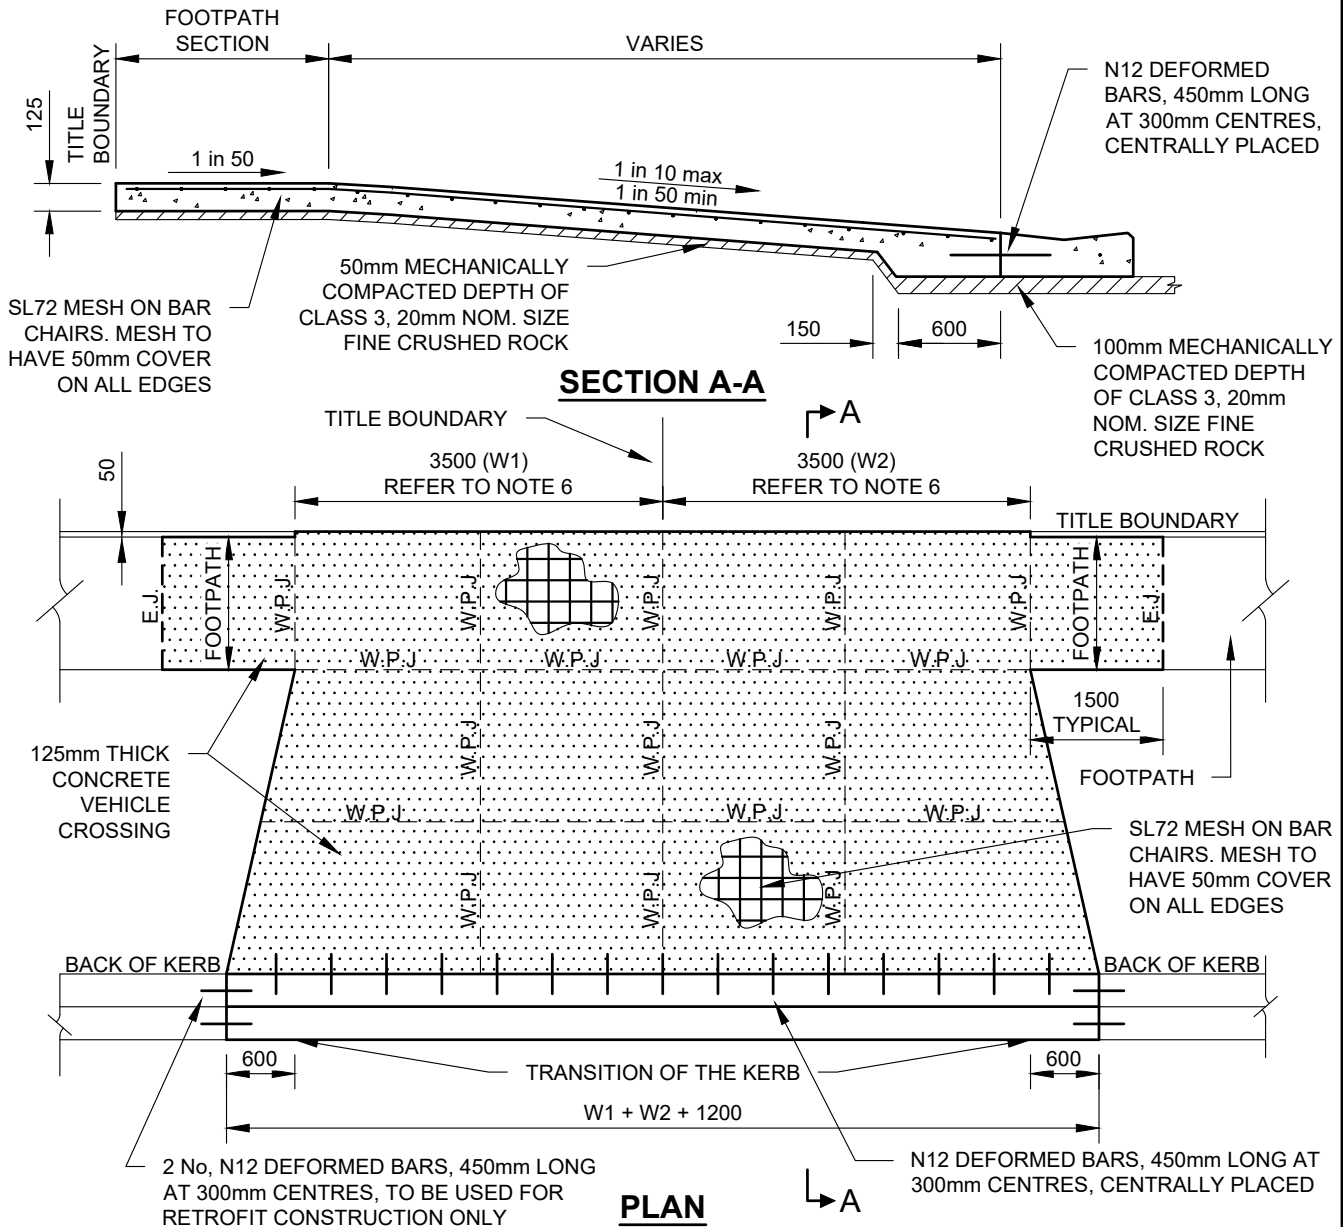 FOOTPATH
SECTION
VARIES
TITLE
BOUNDARY
125
1 in 50
1 in 10 max
1 in 50 min
N12 DEFORMED
BARS, 450mm LONG
AT 300mm CENTRES,
CENTRALLY PLACED
SL72 MESH ON BAR
CHAIRS. MESH TO
HAVE 50mm COVER
ON ALL EDGES
50mm MECHANICALLY
COMPACTED DEPTH OF
CLASS 3, 20mm NOM. SIZE
FINE CRUSHED ROCK
150
600
100mm MECHANICALLY
COMPACTED DEPTH
OF CLASS 3, 20mm
NOM. SIZE FINE
CRUSHED ROCK
SECTION A-A
TITLE BOUNDARY
A
50
3500 (W1)
REFER TO NOTE 6
3500 (W2)
REFER TO NOTE 6
TITLE BOUNDARY
E.J
FOOTPATH
W.P.J
W.P.J
W.P.J
W.P.J
W.P.J
FOOTPATH
E.J
W.P.J
W.P.J
W.P.J
W.P.J
1500
TYPICAL
FOOTPATH
125mm THICK
CONCRETE
VEHICLE
CROSSING
W.P.J
W.P.J
W.P.J
W.P.J
W.P.J
W.P.J
SL72 MESH ON BAR
CHAIRS. MESH TO
HAVE 50mm COVER
ON ALL EDGES
W.P.J
W.P.J
W.P.J
BACK OF KERB
BACK OF KERB
600
TRANSITION OF THE KERB
600
W1 + W2 + 1200
2 No, N12 DEFORMED BARS, 450mm LONG
AT 300mm CENTRES, TO BE USED FOR
RETROFIT CONSTRUCTION ONLY
PLAN
A
N12 DEFORMED BARS, 450mm LONG AT
300mm CENTRES, CENTRALLY PLACED